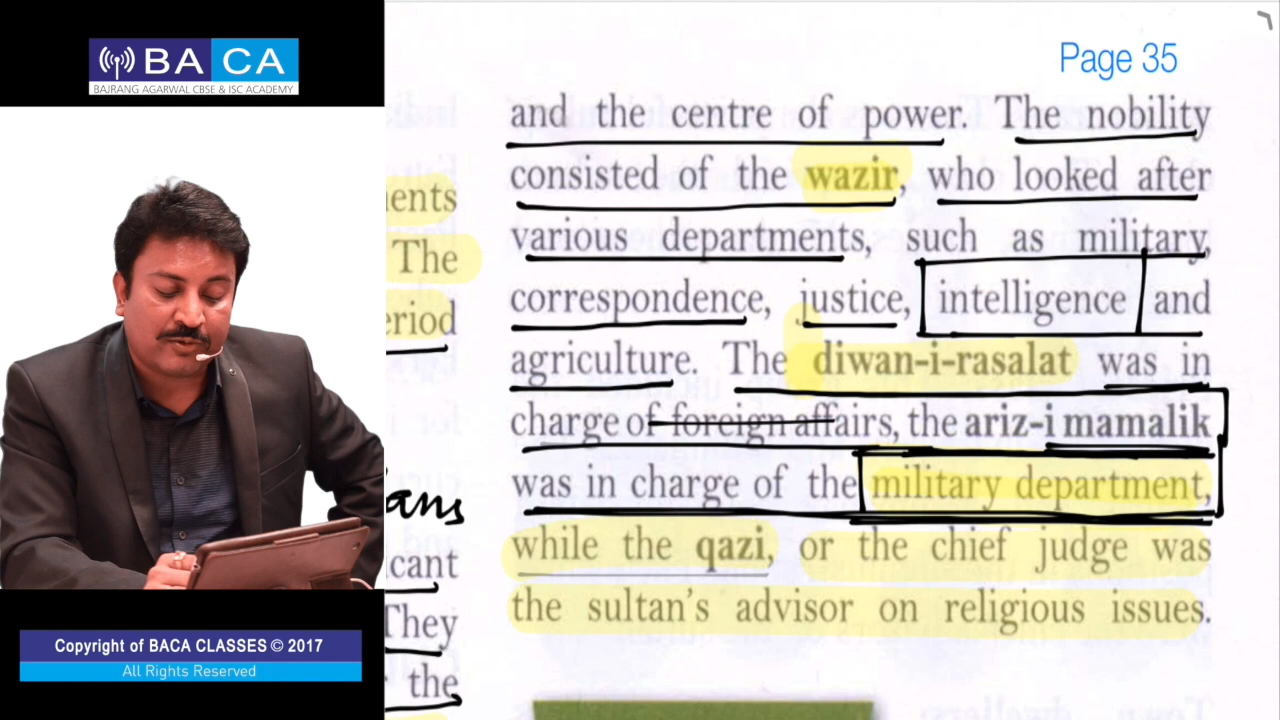 BACA
BAJRANG AGARWAL CBSE & ISC ACADEMY
Page 35
and the centre of power. The nobility
consisted of the wazir, who looked after
various departments, such as military,
correspondence, justice, intelligence and
agriculture. The diwan-i-rasalat was in
charge of foreign affairs, the ariz-i mamalik
was in charge of the military department,
while the qazi, or the chief judge was
the sultan's advisor on religious issues.
ents
The
eriod
ans
cant
They
the
Copyright of BACA CLASSES © 2017
All Rights Reserved